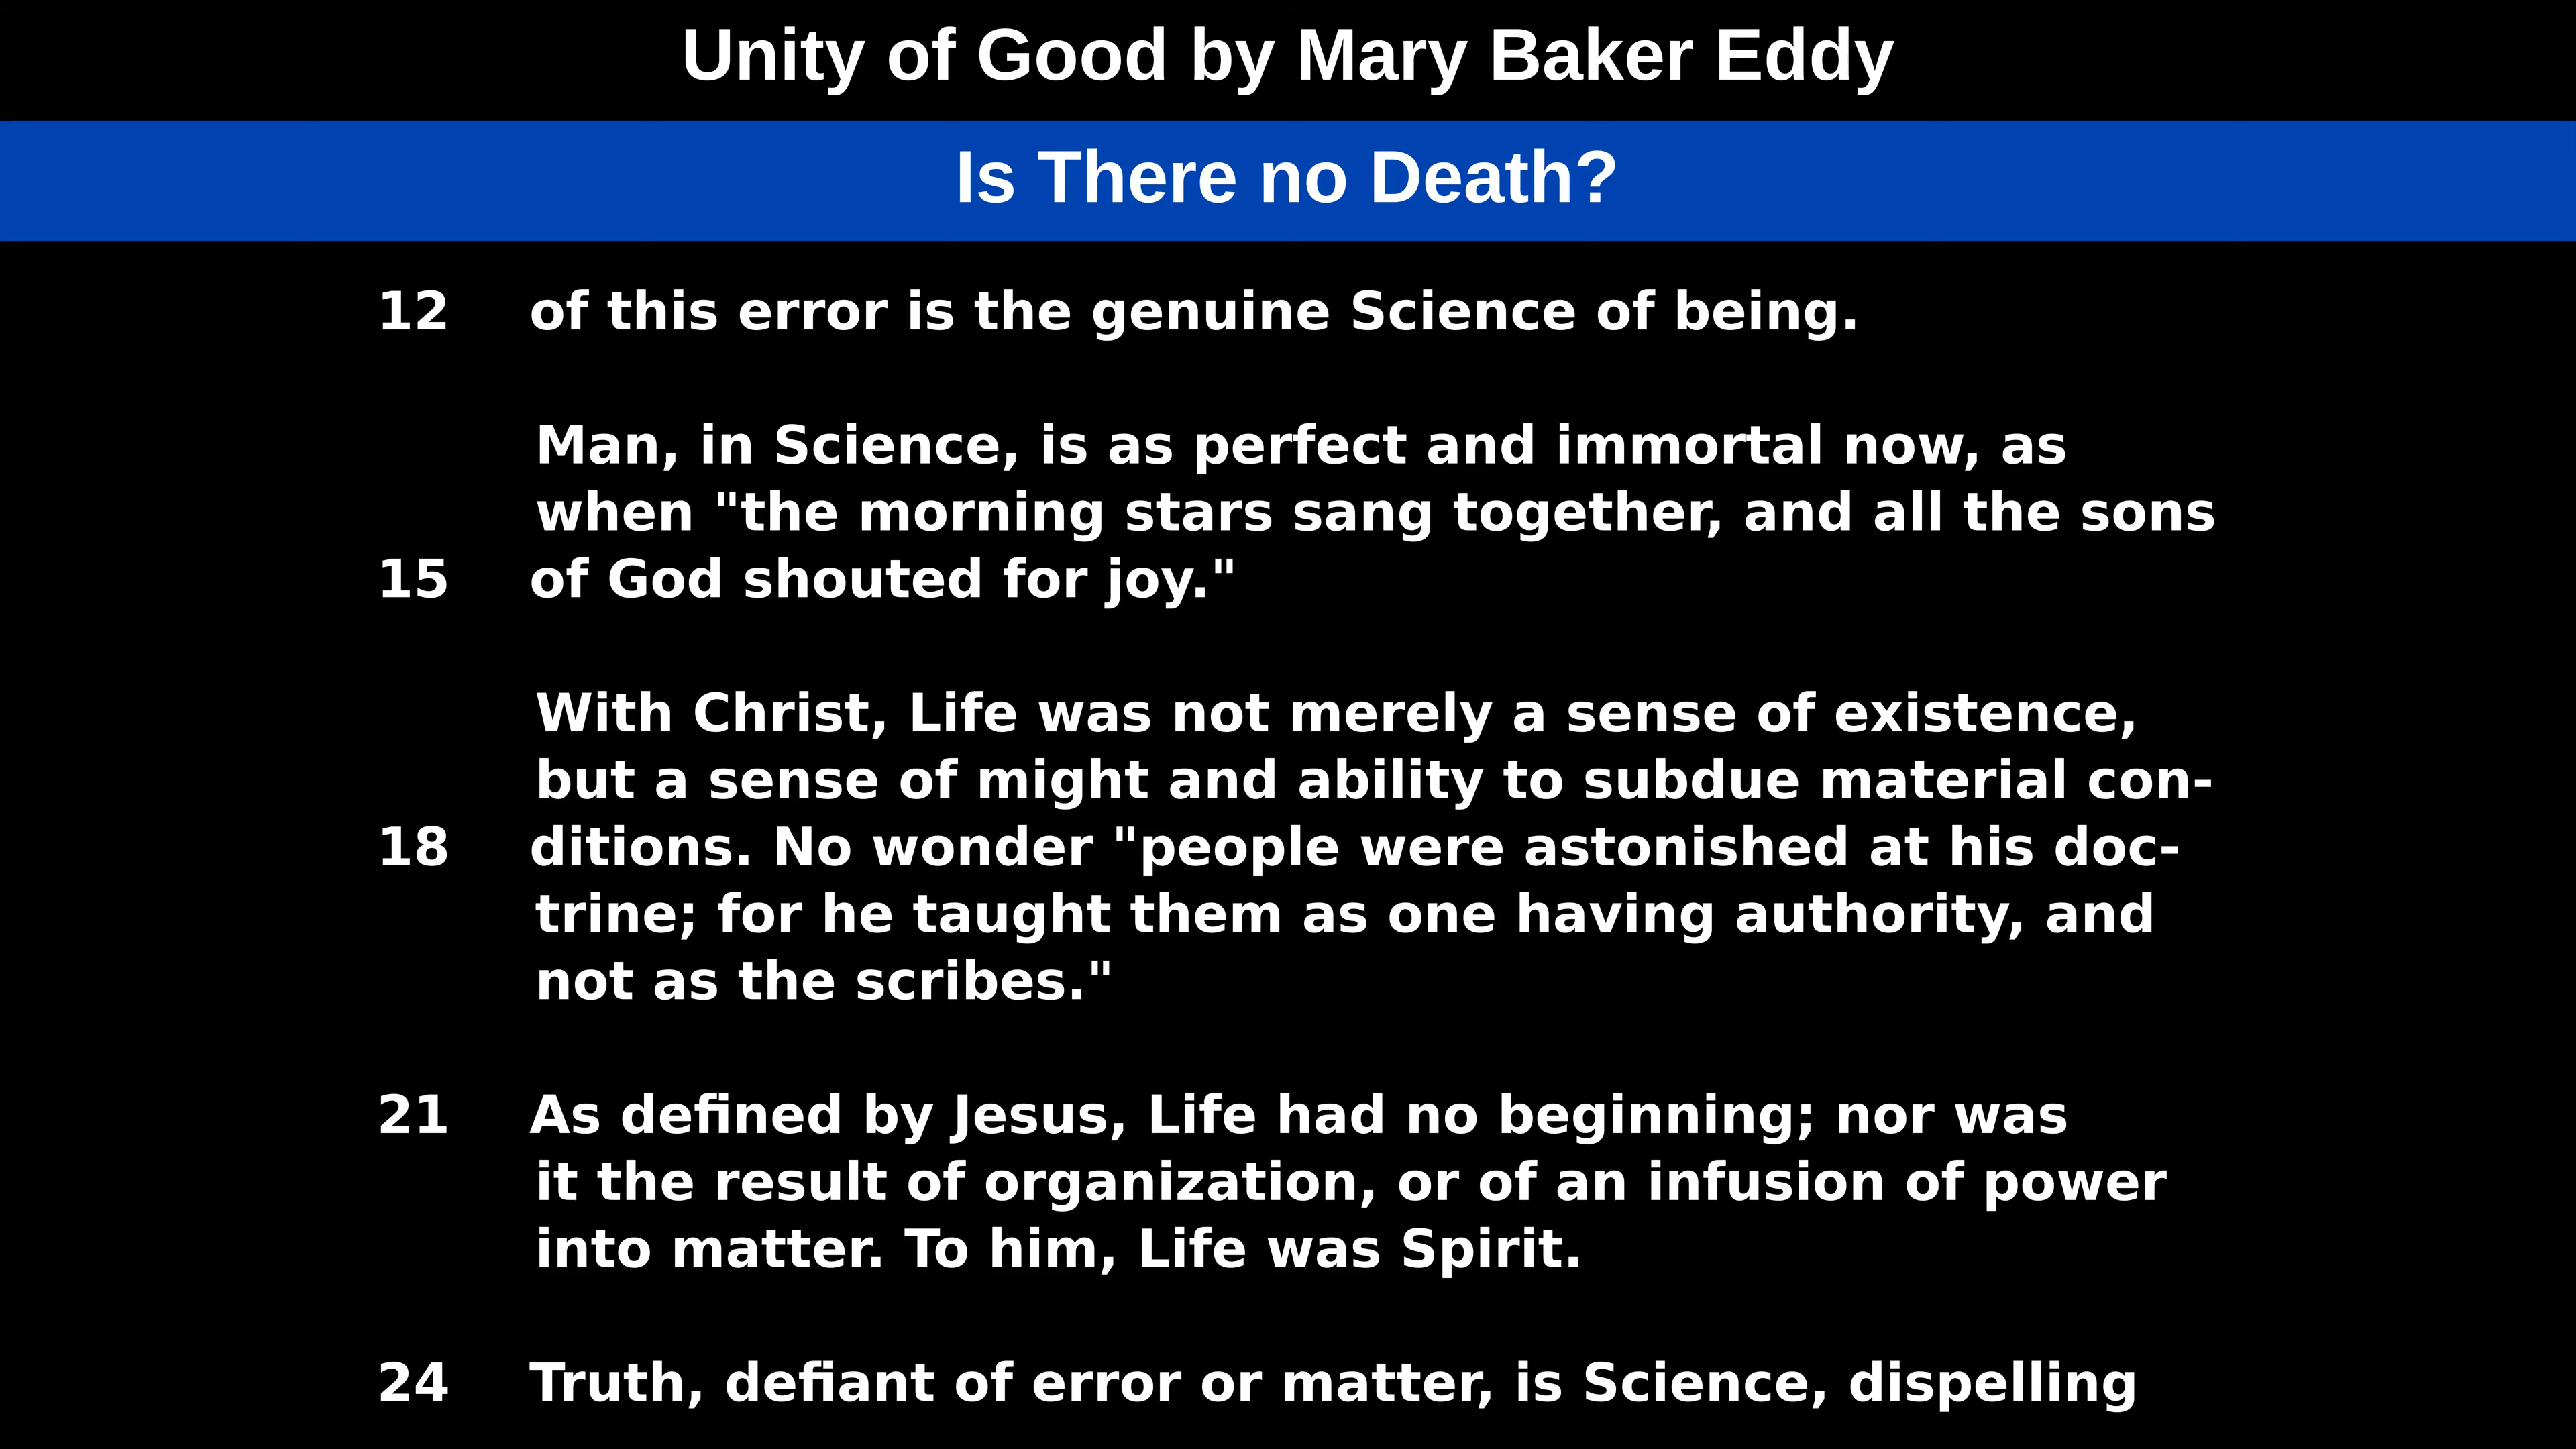 Unity of Good by Mary Baker Eddy
Is There no Death?
12 of this error is the genuine Science of being.
Man, in Science, is as perfect and immortal now, as
when "the morning stars sang together, and all the sons
15 of God shouted for joy."
With Christ, Life was not merely a sense of existence,
but a sense of might and ability to subdue material con-
18 ditions. No wonder "people were astonished at his doc-
trine; for he taught them as one having authority, and
not as the scribes."
21 As defined by Jesus, Life had no beginning; nor was
it the result of organization, or of an infusion of power
into matter. To him, Life was Spirit.
24 Truth, defiant of error or matter, is Science, dispelling